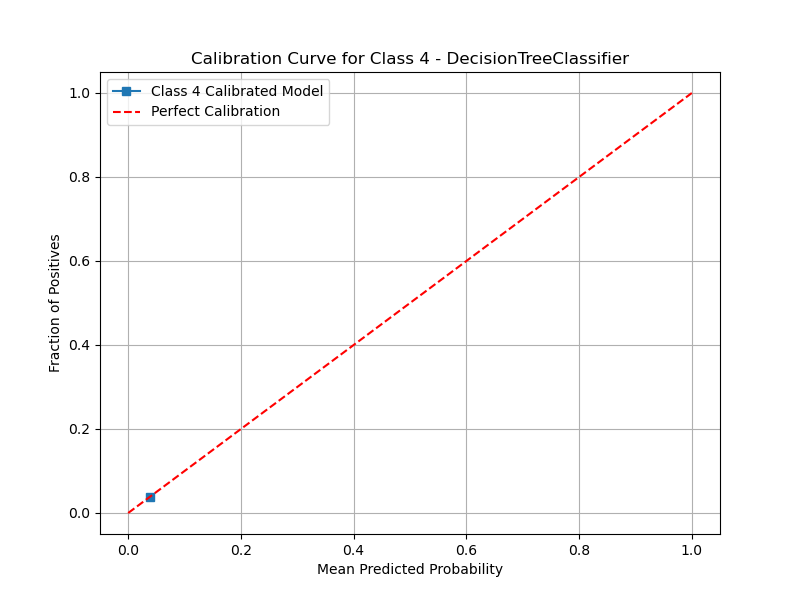 Calibration Curve for Class 4 - DecisionTreeClassifier
Class 4 Calibrated Model
Perfect Calibration
Fraction of Positives
1.0
0.8
0.6
0.4
0.2
0.0
0.0 0.2 0.4 0.6 0.8 1.0
Mean Predicted Probability